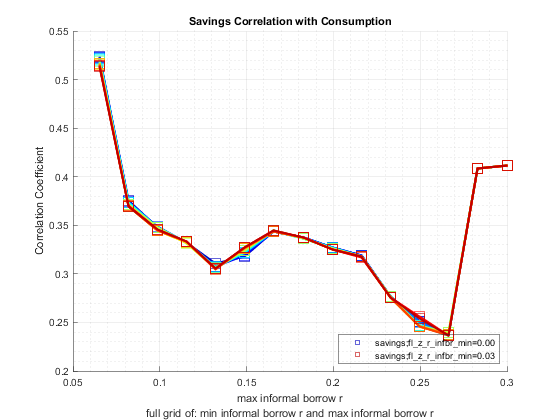 Savings Correlation with Consumption
Correlation Coefficient
0.55
0.5
0.45
0.4
0.35
0.3
0.25
0.2
0.05
0.1
0.15
0.2
0.25
0.3
savings;fl_z_r_infbr_min=0.00
savings;fl_z_r_infbr_min=0.03
max informal borrow r
full grid of: min informal borrow r and max informal borrow r